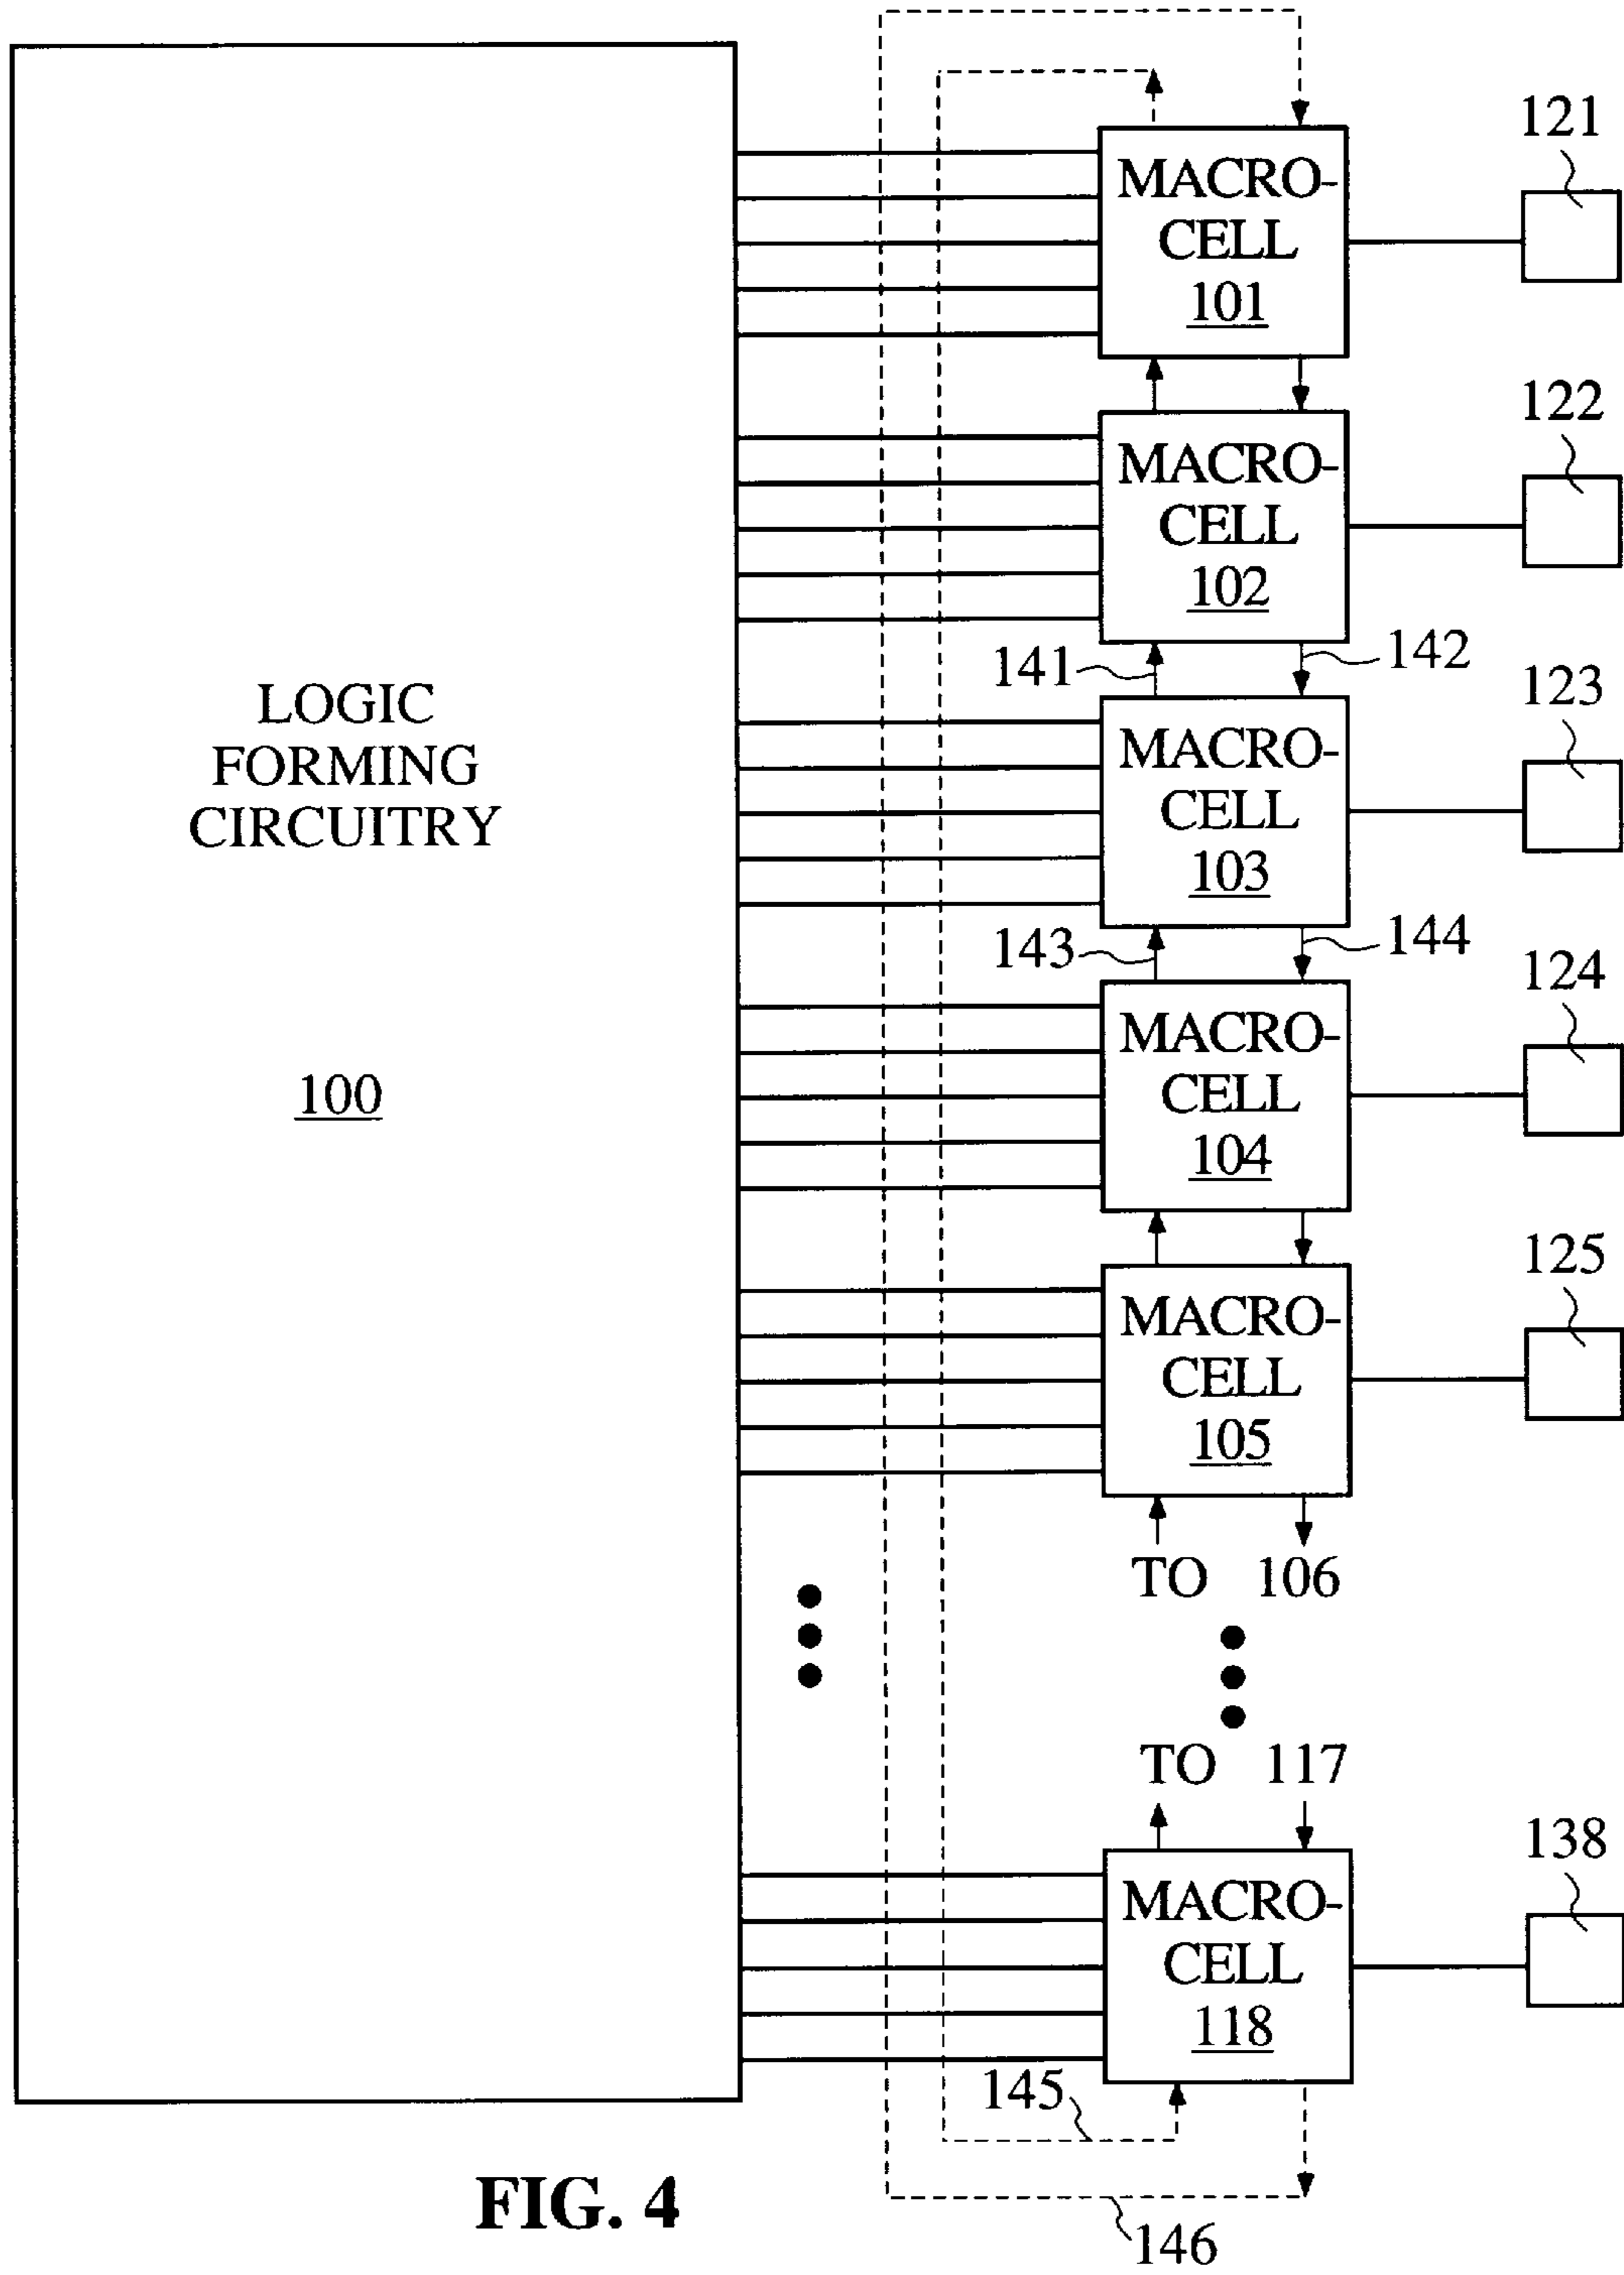 LOGIC
FORMING
CIRCUITRY
100
MACRO-
CELL
101
121
MACRO-
CELL
102
122
141
142
MACRO-
CELL
103
123
143
144
MACRO-
CELL
104
124
MACRO-
CELL
105
125
TO 106
TO 117
MACRO-
CELL
118
138
145
146
FIG. 4